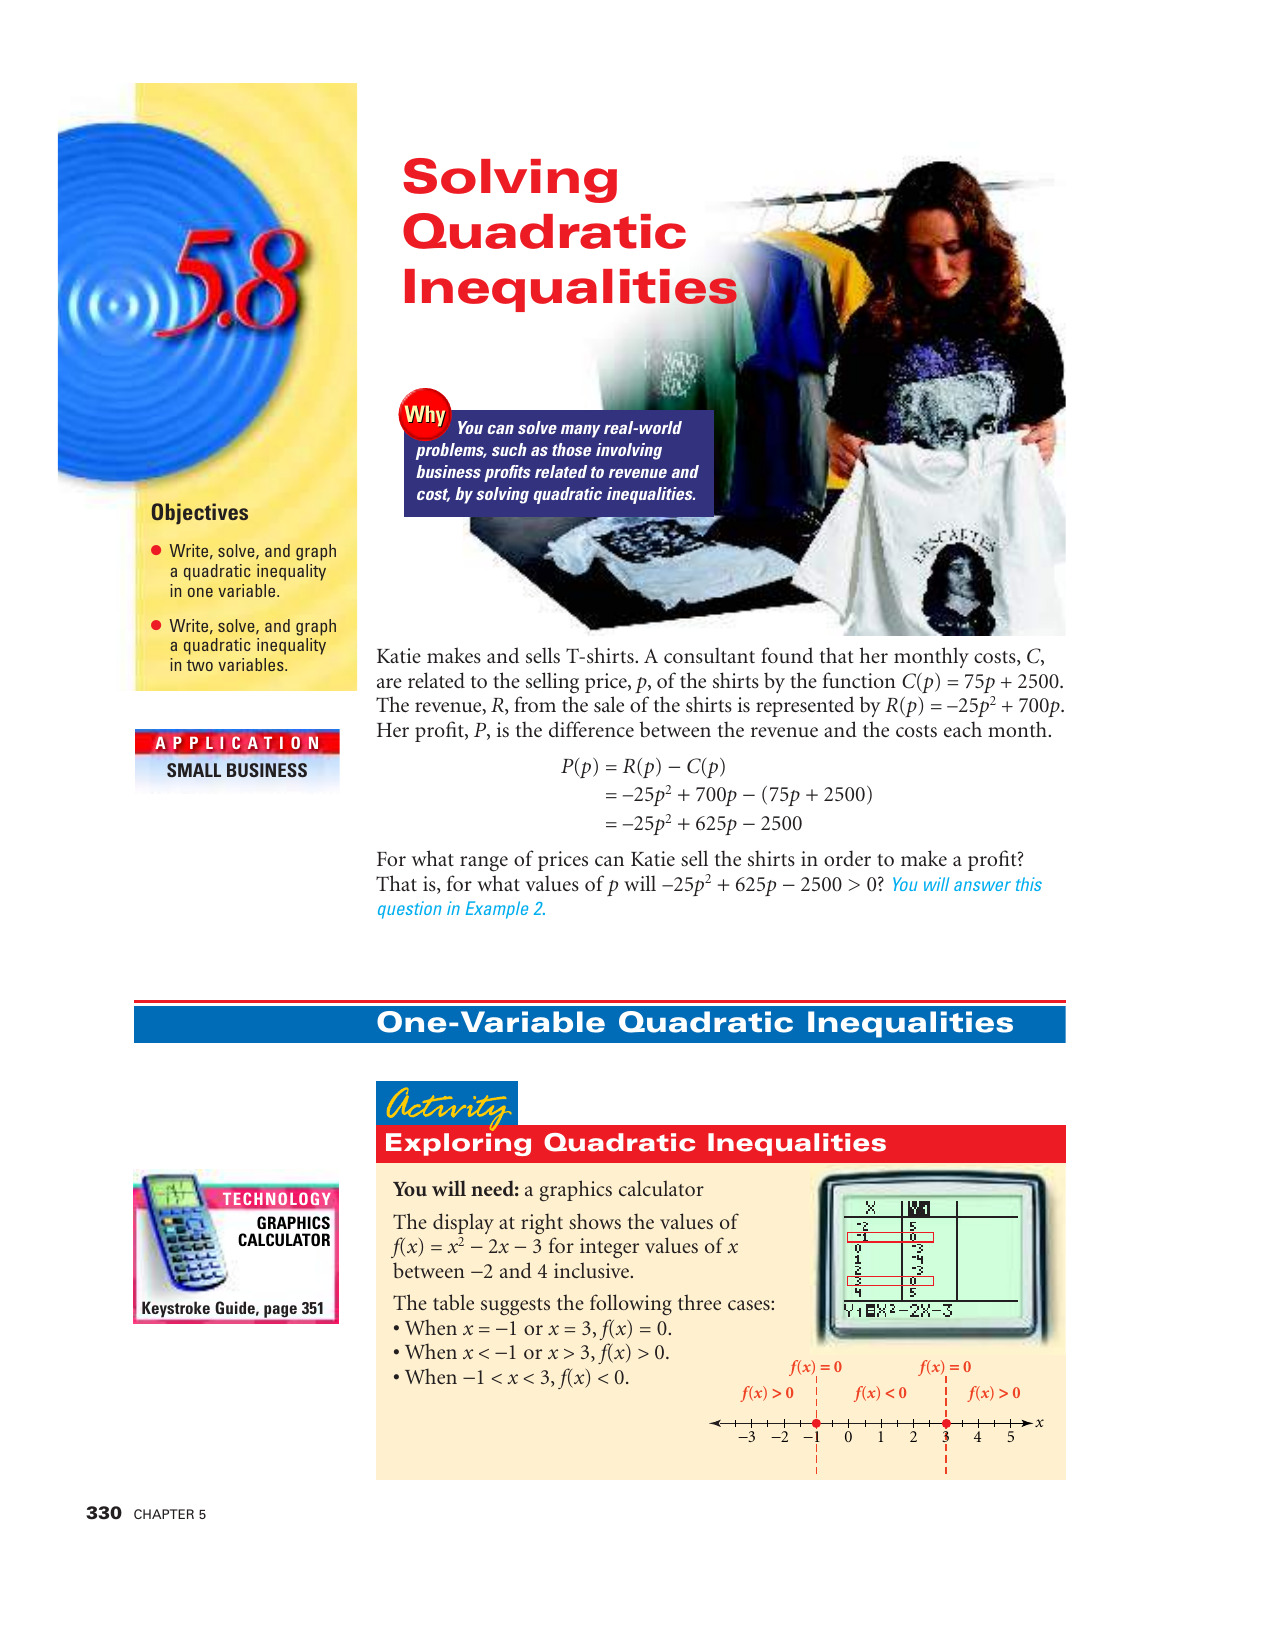 5.8
Solving
Quadratic
Inequalities
Why
You can solve many real-world
problems, such as those involving
business profits related to revenue and
cost, by solving quadratic inequalities.
DESCARTES
Objectives
● Write, solve, and graph
a quadratic inequality
in one variable.
● Write, solve, and graph
a quadratic inequality
in two variables.
APPLICATION
SMALL BUSINESS
Katie makes and sells T-shirts. A consultant found that her monthly costs, C,
are related to the selling price, p, of the shirts by the function C(p) = 75p + 2500.
The revenue, R, from the sale of the shirts is represented by R(p) = –25p² + 700p.
Her profit, P, is the difference between the revenue and the costs each month.
P(p) = R(p) − C(p)
= –25p² + 700p − (75p + 2500)
= –25p² + 625p − 2500
For what range of prices can Katie sell the shirts in order to make a profit?
That is, for what values of p will –25p² + 625p − 2500 > 0? You will answer this
question in Example 2.
One-Variable Quadratic Inequalities
Activity
Exploring Quadratic Inequalities
TECHNOLOGY
GRAPHICS
CALCULATOR
Keystroke Guide, page 351
You will need: a graphics calculator
The display at right shows the values of
f(x) = x² − 2x − 3 for integer values of x
between −2 and 4 inclusive.
The table suggests the following three cases:
• When x = −1 or x = 3, f(x) = 0.
• When x < −1 or x > 3, f(x) > 0.
• When −1 < x < 3, f(x) < 0.
X Y1
-2 5
-1 0
0 -3
1 -4
2 -3
3 0
4 5
Y1=X²-2X-3
f(x) = 0 f(x) = 0
f(x) > 0 f(x) < 0 f(x) > 0
x
−3 −2 −1 0 1 2 3 4 5
330 CHAPTER 5